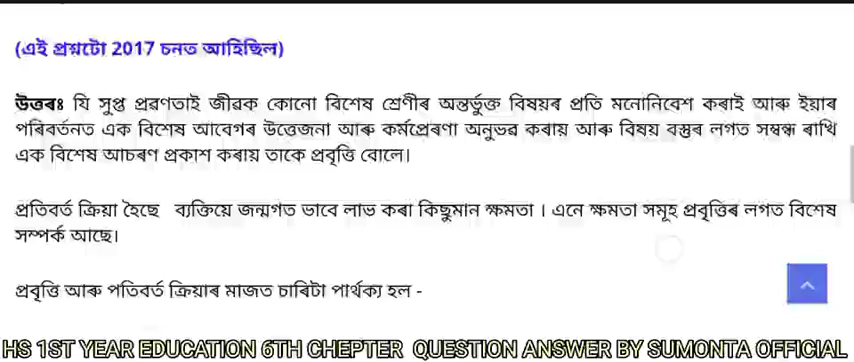 (এই প্ৰশ্নটো 2017 চনত আহিছিল)
উত্তৰঃ যি সুপ্ত প্ৰৱণতাই জীৱক কোনো বিশেষ শ্ৰেণীৰ অন্তৰ্ভুক্ত বিষয়ৰ প্ৰতি মনোনিবেশ কৰাই আৰু ইয়াৰ
পৰিবৰ্তনত এক বিশেষ আবেগৰ উত্তেজনা আৰু কৰ্মপ্ৰেৰণা অনুভৱ কৰায় আৰু বিষয় বস্তুৰ লগত সম্বন্ধ ৰাখি
এক বিশেষ আচৰণ প্ৰকাশ কৰায় তাকে প্ৰবৃত্তি বোলে।
প্ৰতিবৰ্ত ক্ৰিয়া হৈছে ব্যক্তিয়ে জন্মগত ভাবে লাভ কৰা কিছুমান ক্ষমতা । এনে ক্ষমতা সমূহ প্ৰবৃত্তিৰ লগত বিশেষ
সম্পৰ্ক আছে।
প্ৰবৃত্তি আৰু পতিবৰ্ত ক্ৰিয়াৰ মাজত চাৰিটা পাৰ্থক্য হল -
HS 1ST YEAR EDUCATION 6TH CHEPTER QUESTION ANSWER BY SUMONTA OFFICIAL